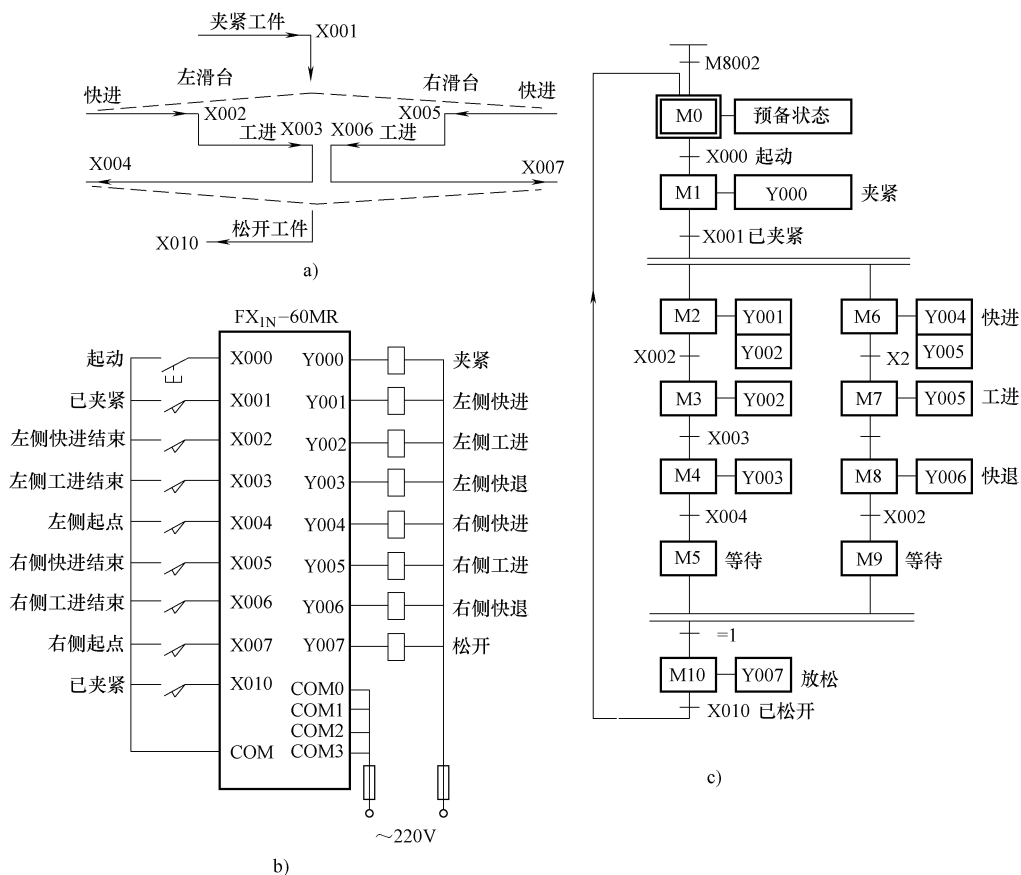 夹紧工件
X001
左滑台
右滑台
快进
快进
X002
X005
工进
X003
X006
工进
X004
X007
松开工件
X010
a)
FX1N-60MR
起动
X000
Y000
夹紧
已夹紧
X001
Y001
左侧快进
左侧快进结束
X002
Y002
左侧工进
左侧工进结束
X003
Y003
左侧快退
左侧起点
X004
Y004
右侧快进
右侧快进结束
X005
Y005
右侧工进
右侧工进结束
X006
Y006
右侧快退
右侧起点
X007
Y007
松开
已夹紧
X010
COM0
COM1
COM2
COM
COM3
～220V
b)
M8002
M0
预备状态
X000 起动
M1
Y000
夹紧
X001已夹紧
M2
Y001
M6
Y004
快进
X002
Y002
X2
Y005
M3
Y002
M7
Y005
工进
X003
M4
Y003
M8
Y006
快退
X004
X002
M5
等待
M9
等待
=1
M10
Y007
放松
X010 已松开
c)